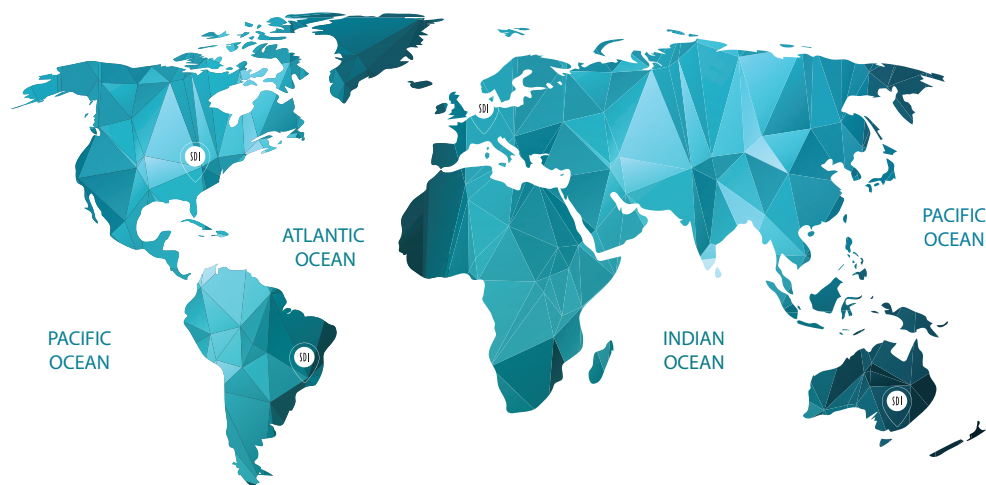 SDI
SDI
PACIFIC
OCEAN
ATLANTIC
OCEAN
PACIFIC
OCEAN
INDIAN
OCEAN
SDI
SDI